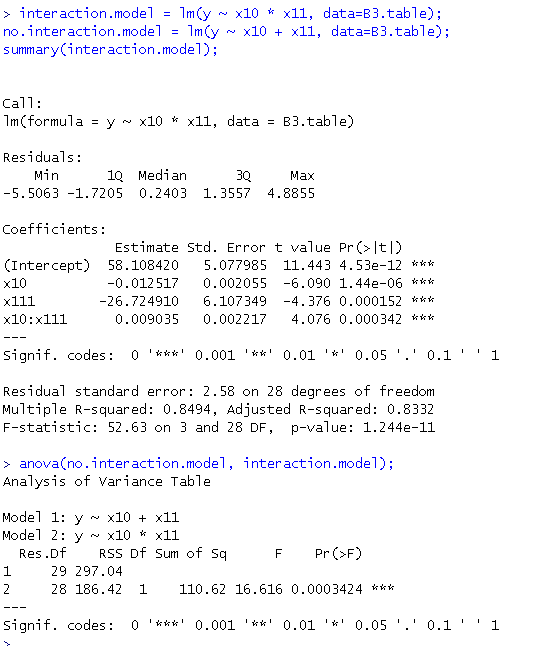 > interaction.model = lm(y ~ x10 * x11, data=B3.table);
no.interaction.model = lm(y ~ x10 + x11, data=B3.table);
summary(interaction.model);
Call:
lm(formula = y ~ x10 * x11, data = B3.table)
Residuals:
    Min      1Q  Median      3Q     Max
-5.5063 -1.7205  0.2403  1.3557  4.8855
Coefficients:
              Estimate Std. Error t value Pr(>|t|)
(Intercept)  58.108420   5.077985  11.443 4.53e-12 ***
x10          -0.012517   0.002055  -6.090 1.44e-06 ***
x111        -26.724910   6.107349  -4.376 0.000152 ***
x10:x111      0.009035   0.002217   4.076 0.000342 ***
---
Signif. codes:  0 '***' 0.001 '**' 0.01 '*' 0.05 '.' 0.1 ' ' 1
Residual standard error: 2.58 on 28 degrees of freedom
Multiple R-squared: 0.8494, Adjusted R-squared: 0.8332
F-statistic: 52.63 on 3 and 28 DF,  p-value: 1.244e-11
> anova(no.interaction.model, interaction.model);
Analysis of Variance Table
Model 1: y ~ x10 + x11
Model 2: y ~ x10 * x11
  Res.Df    RSS Df Sum of Sq      F    Pr(>F)
1     29 297.04
2     28 186.42  1    110.62 16.616 0.0003424 ***
---
Signif. codes:  0 '***' 0.001 '**' 0.01 '*' 0.05 '.' 0.1 ' ' 1
>